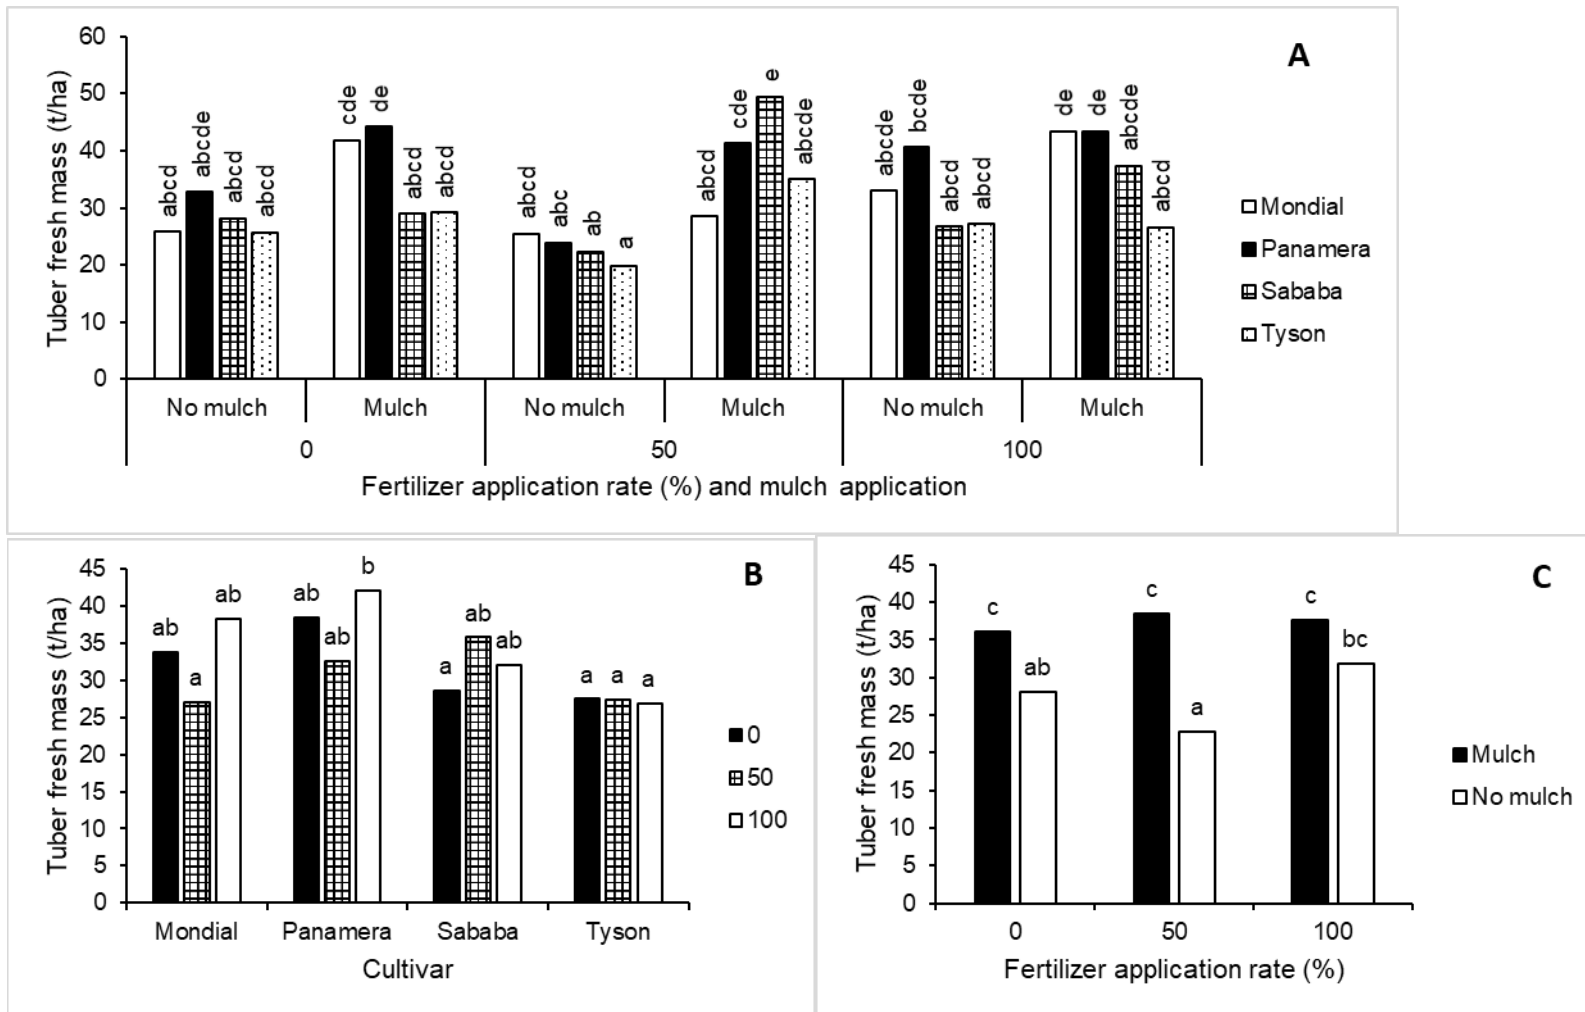 A
Tuber fresh mass (t/ha)
60
50
40
30
20
10
0
abcd abcde abcd abcd
cde de abcd abcd
abcd abc ab a
abcd cde e abcde
abcde bcde abcd abcd
de de abcde abcd
No mulch Mulch No mulch Mulch No mulch Mulch
0 50 100
Fertilizer application rate (%) and mulch application
Mondial
Panamera
Sababa
Tyson
B
Tuber fresh mass (t/ha)
45
40
35
30
25
20
15
10
5
0
ab a ab
ab ab b
a ab ab
a a a
Mondial Panamera Sababa Tyson
Cultivar
0
50
100
C
Tuber fresh mass (t/ha)
45
40
35
30
25
20
15
10
5
0
c ab
c a
c bc
0 50 100
Fertilizer application rate (%)
Mulch
No mulch